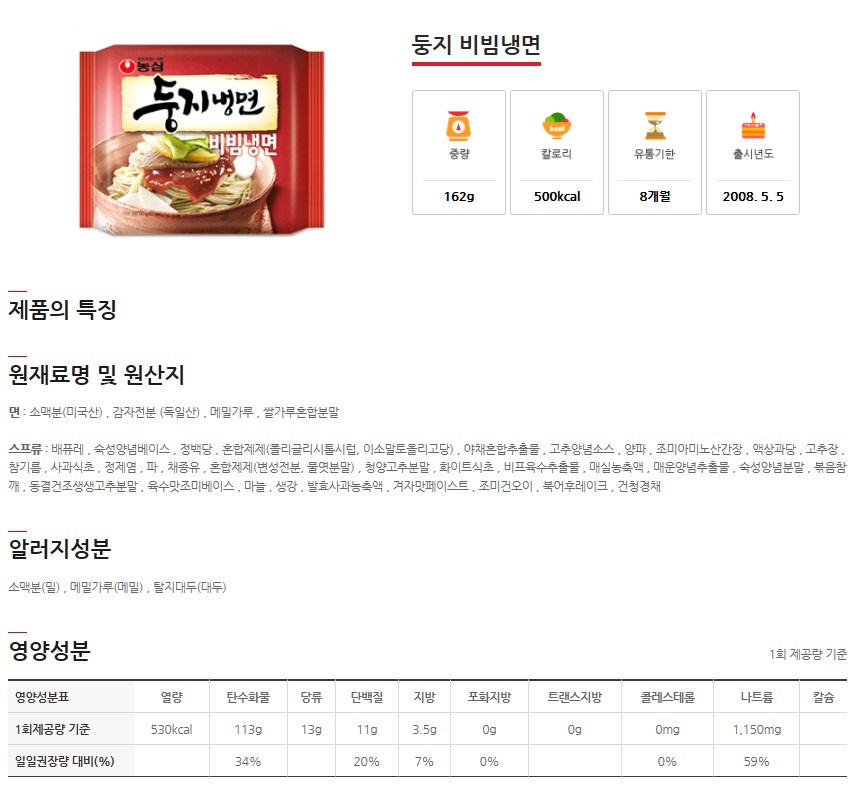 농심
둥지냉면
비빔냉면
둥지 비빔냉면
중량 칼로리 유통기한 출시년도
162g 500kcal 8개월 2008. 5. 5
제품의 특징
원재료명 및 원산지
면 : 소맥분(미국산) , 감자전분 (독일산) , 메밀가루 , 쌀가루혼합분말
스프류 : 배퓨레 , 숙성양념베이스 , 정백당 , 혼합제제(폴리글리시톨시럽, 이소말토올리고당) , 야채혼합추출물 , 고추양념소스 , 양파 , 조미아미노산간장 , 액상과당 , 고추장 ,
참기름 , 사과식초 , 정제염 , 파 , 채종유 , 혼합제제(변성전분, 물엿분말) , 청양고추분말 , 화이트식초 , 비프육수추출물 , 매실농축액 , 매운양념추출물 , 숙성양념분말 , 볶음참
깨 , 동결건조생생고추분말 , 육수맛조미베이스 , 마늘 , 생강 , 발효사과농축액 , 겨자맛페이스트 , 조미건오이 , 북어후레이크 , 건청경채
알러지성분
소맥분(밀) , 메밀가루(메밀) , 탈지대두(대두)
영양성분
1회 제공량 기준
영양성분표 열량 탄수화물 당류 단백질 지방 포화지방 트랜스지방 콜레스테롤 나트륨 칼슘
1회제공량 기준 530kcal 113g 13g 11g 3.5g 0g 0g 0mg 1,150mg
일일권장량 대비(%) 34% 20% 7% 0% 0% 59%